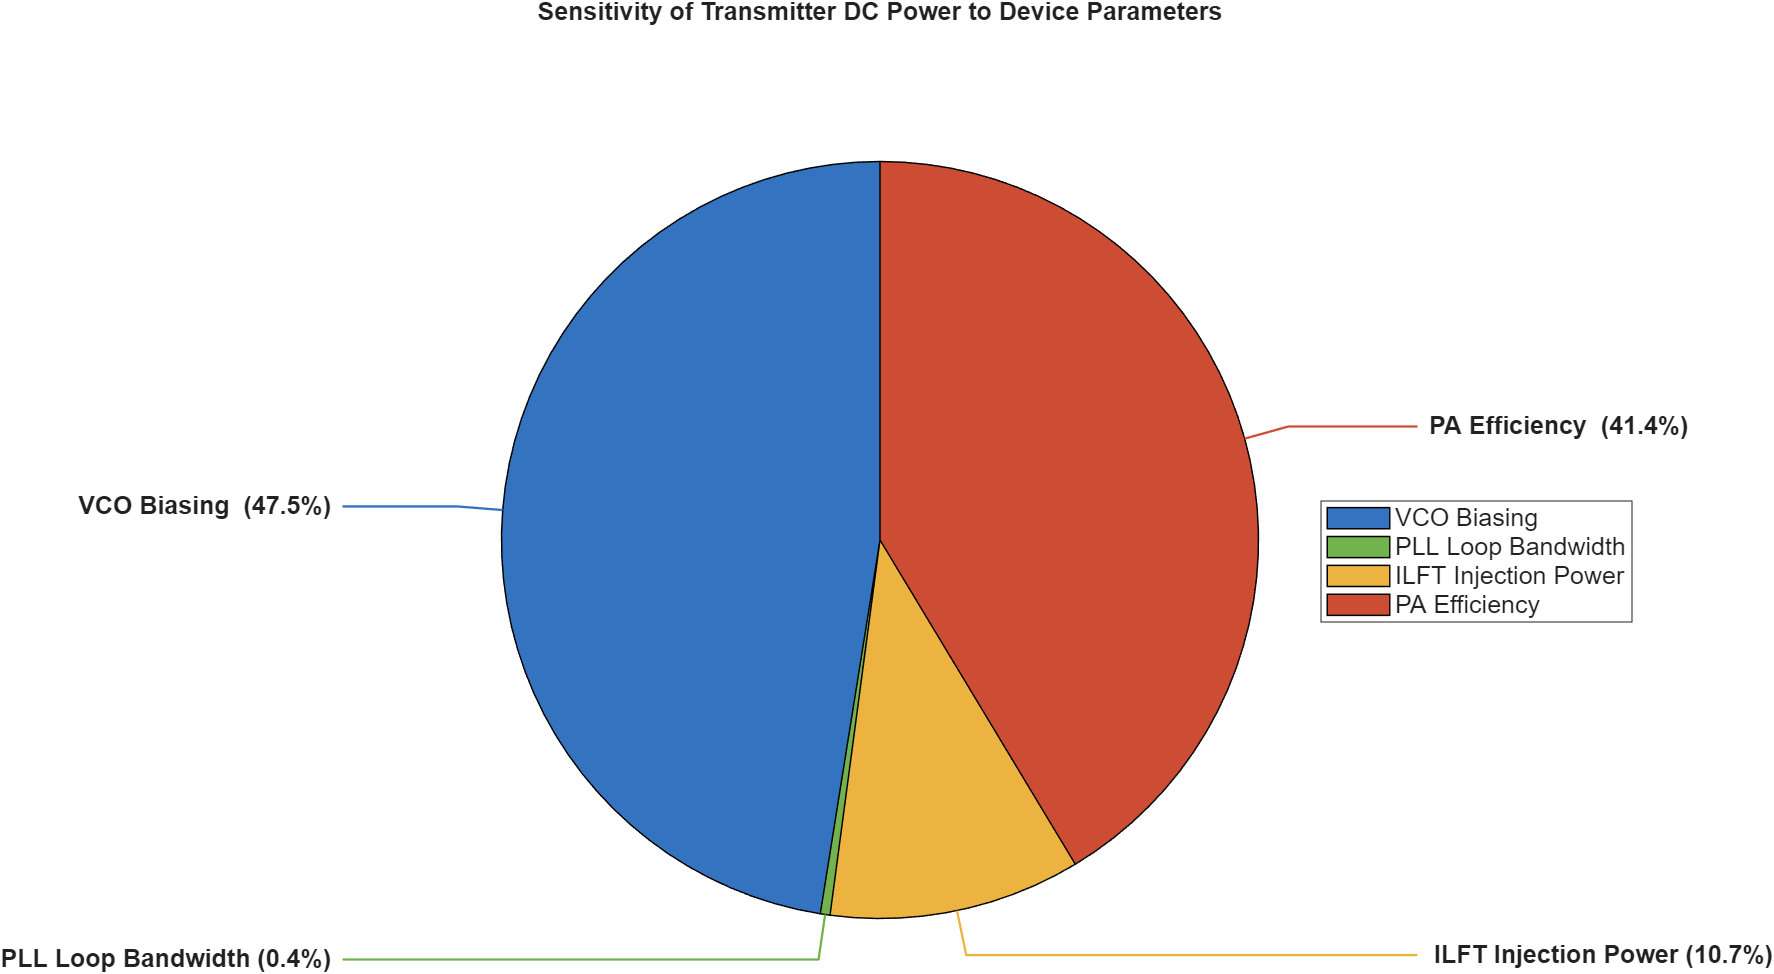 Sensitivity of Transmitter DC Power to Device Parameters
PA Efficiency (41.4%)
VCO Biasing (47.5%)
VCO Biasing
PLL Loop Bandwidth
ILFT Injection Power
PA Efficiency
PLL Loop Bandwidth (0.4%)
ILFT Injection Power (10.7%)